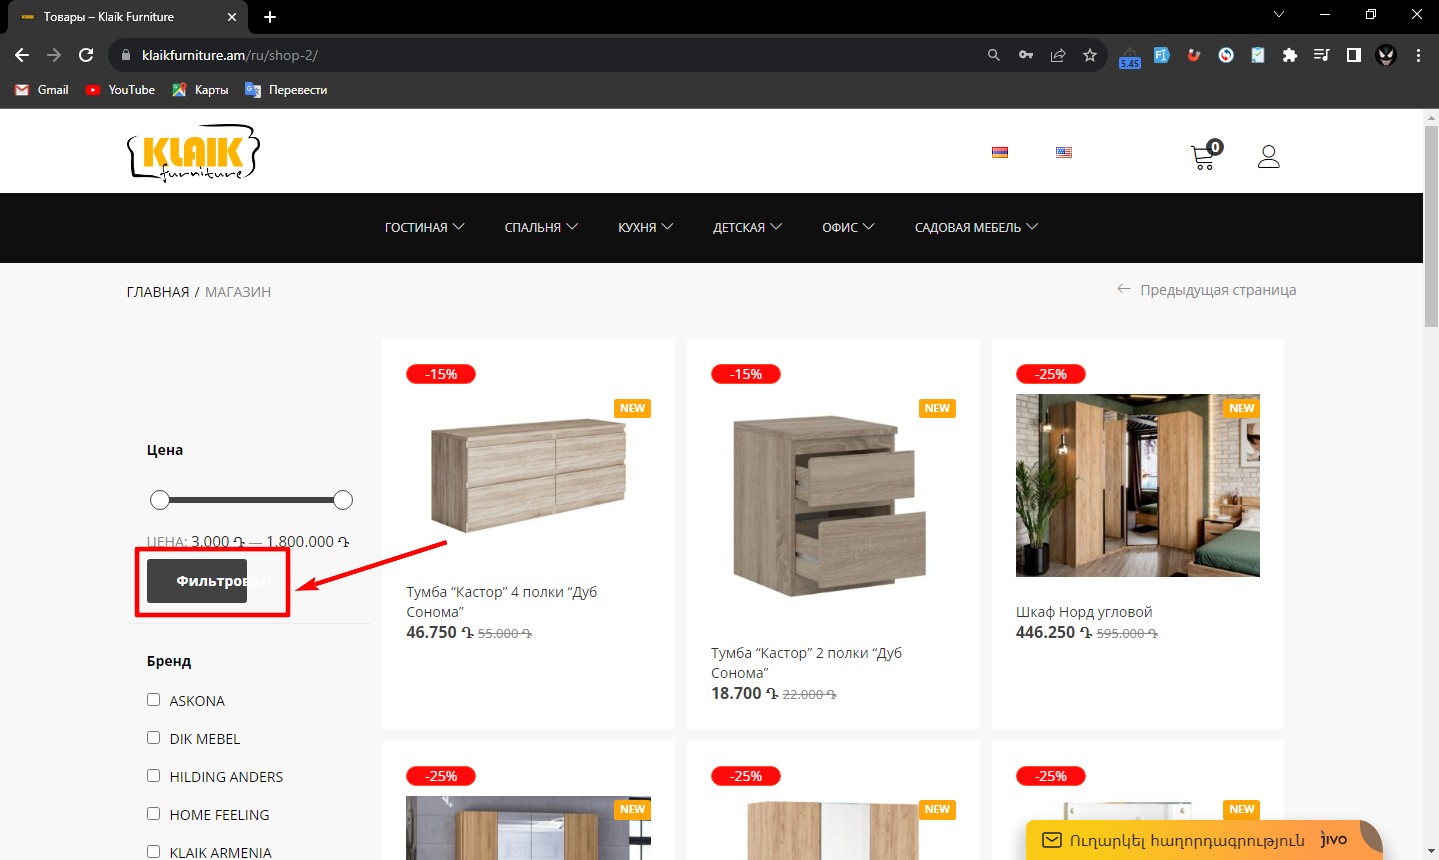 Товары – Klaik Furniture
klaikfurniture.am/ru/shop-2/
5.45
Gmail
YouTube
Карты
Перевести
KLAIK
furniture
0
ГОСТИНАЯ
СПАЛЬНЯ
КУХНЯ
ДЕТСКАЯ
ОФИС
САДОВАЯ МЕБЕЛЬ
ГЛАВНАЯ / МАГАЗИН
Предыдущая страница
Цена
ЦЕНА: 3.000 ֏ — 1.800.000 ֏
Фильтровать
Бренд
ASKONA
DIK MEBEL
HILDING ANDERS
HOME FEELING
KLAIK ARMENIA
-15%
NEW
Тумба “Кастор” 4 полки “Дуб
Сонома”
46.750 ֏ 55.000 ֏
-15%
NEW
Тумба “Кастор” 2 полки “Дуб
Сонома”
18.700 ֏ 22.000 ֏
-25%
NEW
Шкаф Норд угловой
446.250 ֏ 595.000 ֏
-25%
NEW
-25%
NEW
-25%
NEW
Ուղարկել հաղորդագրություն
jivo